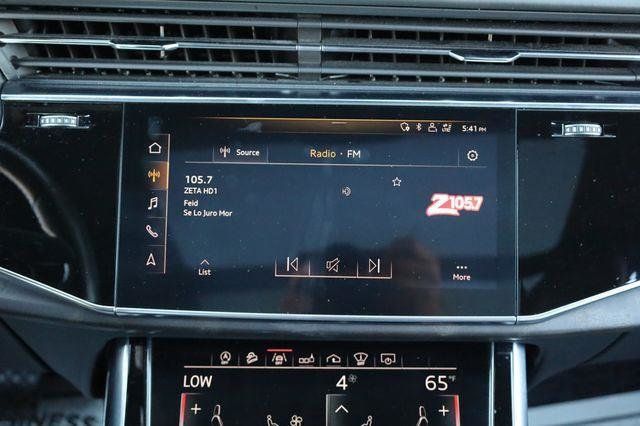 5:41 PM
Source
Radio · FM
105.7
ZETA HD1
Feid
Se Lo Juro Mor
Z105.7
List
More
LOW
4
65°F